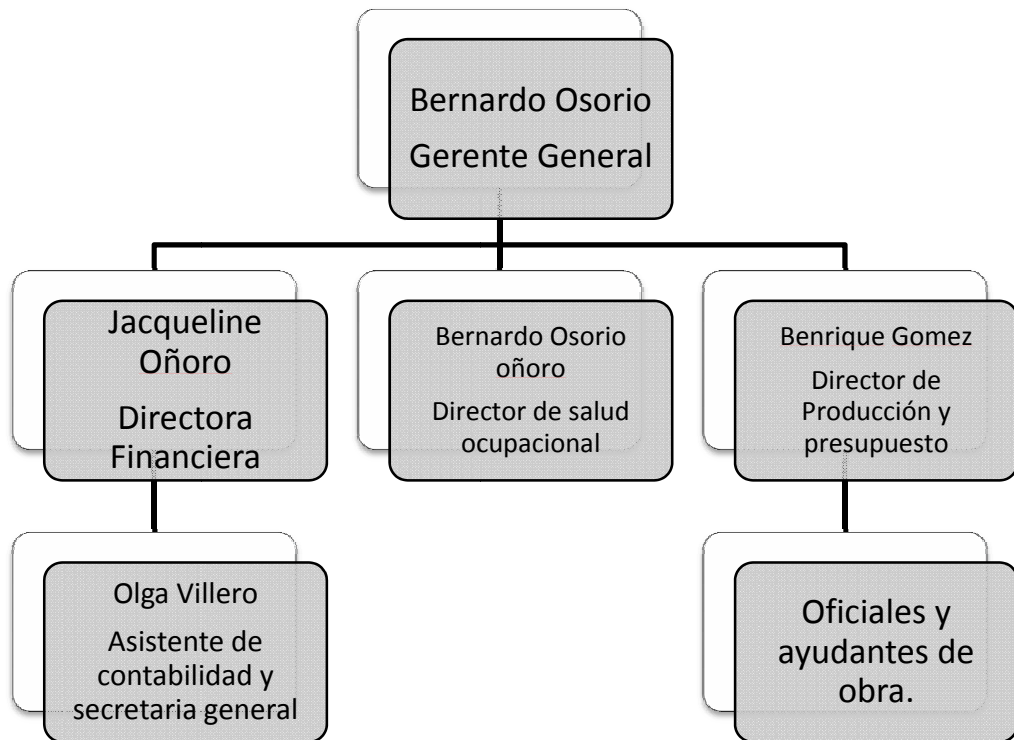 Bernardo Osorio
Gerente General
Jacqueline
Oñoro
Directora
Financiera
Bernardo Osorio
oñoro
Director de salud
ocupacional
Benrique Gomez
Director de
Producción y
presupuesto
Olga Villero
Asistente de
contabilidad y
secretaria general
Oficiales y
ayudantes de
obra.